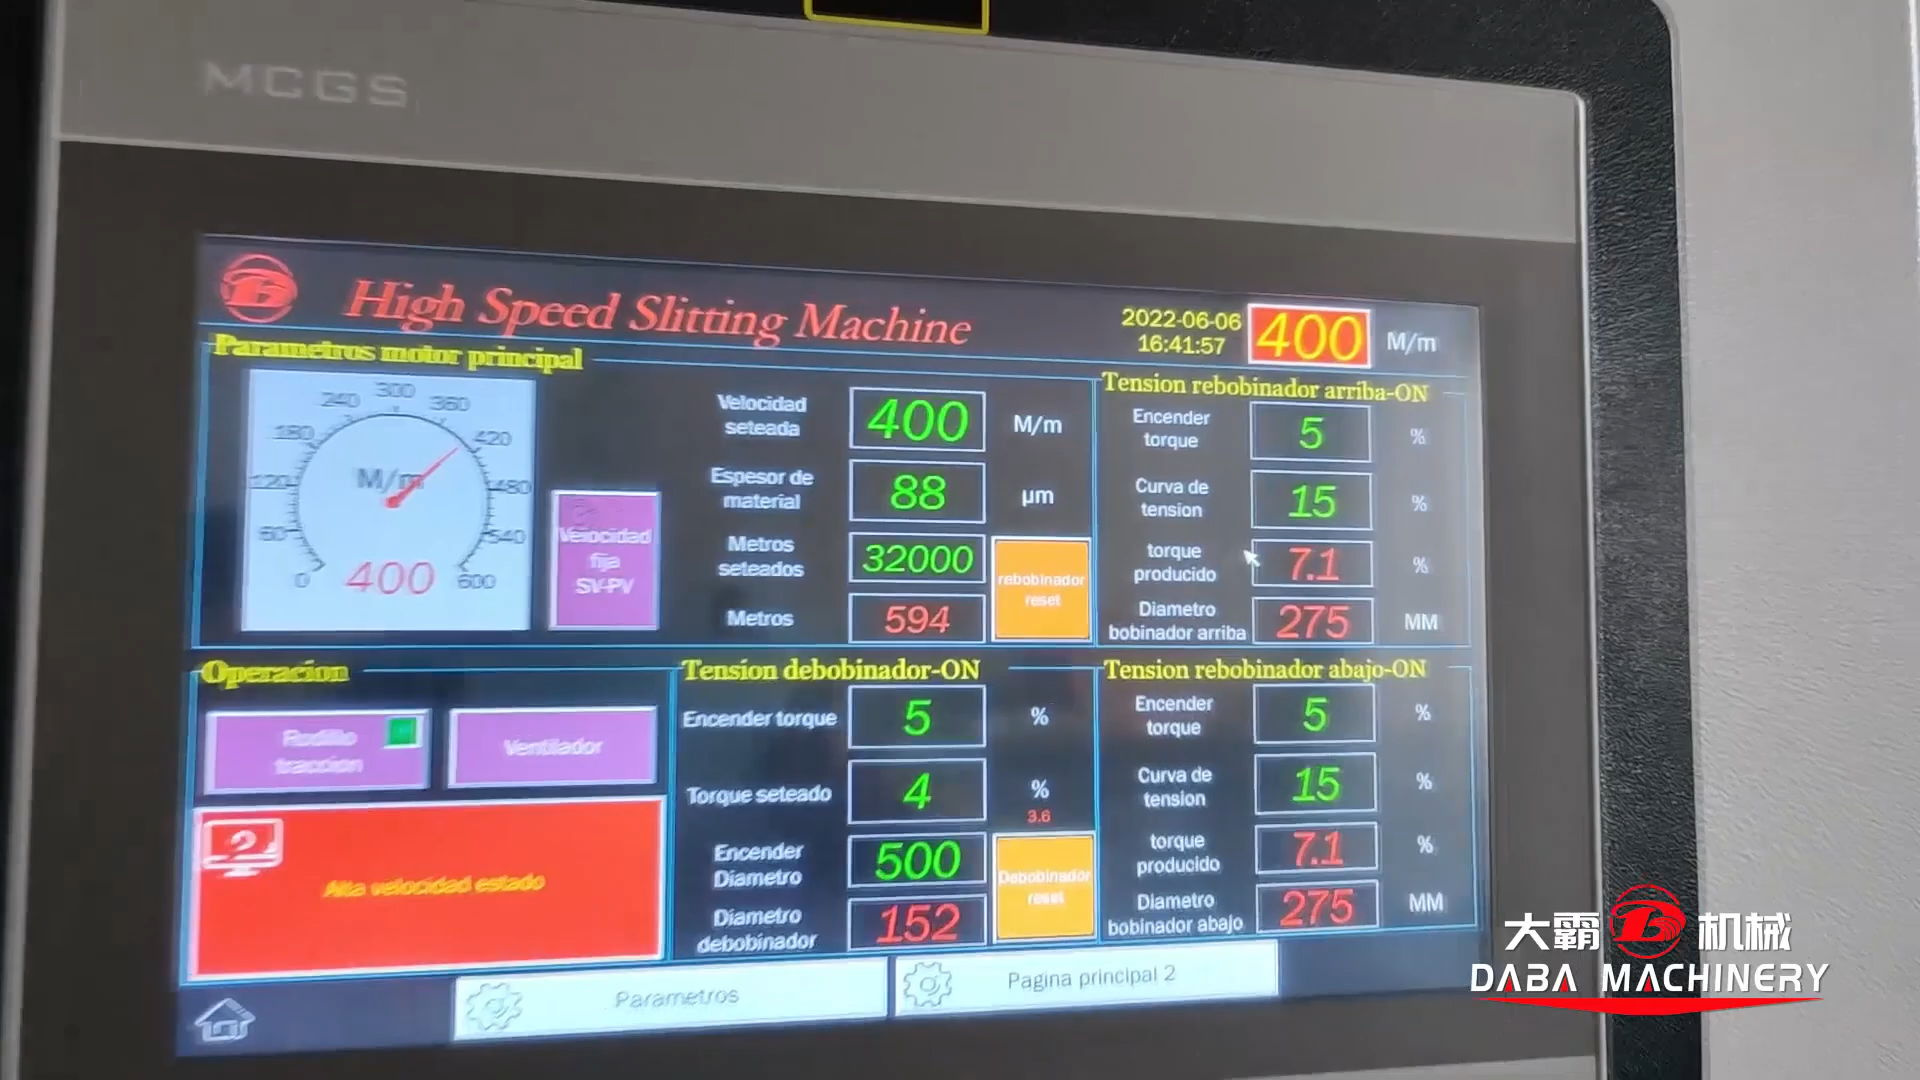 MCGS
High Speed Slitting Machine
2022-06-06
16:41:57
400
M/m
Parametros motor principal
0
60
120
180
240
300
360
420
480
540
600
M/m
400
Velocidad
fija
SV-PV
Velocidad
seteada
400
M/m
Espesor de
material
88
µm
Metros
seteados
32000
Metros
594
rebobinador
reset
Tension rebobinador arriba-ON
Encender
torque
5
%
Curva de
tension
15
%
torque
producido
7.1
%
Diametro
bobinador arriba
275
MM
Operacion
Rodillo
traccion
Ventilador
2
Alta velocidad estado
Tension debobinador-ON
Encender torque
5
%
Torque seteado
4
%
3.6
Encender
Diametro
500
Diametro
debobinador
152
Debobinador
reset
Tension rebobinador abajo-ON
Encender
torque
5
%
Curva de
tension
15
%
torque
producido
7.1
%
Diametro
bobinador abajo
275
MM
Parametros
Pagina principal 2
大霸 机械
DABA MACHINERY